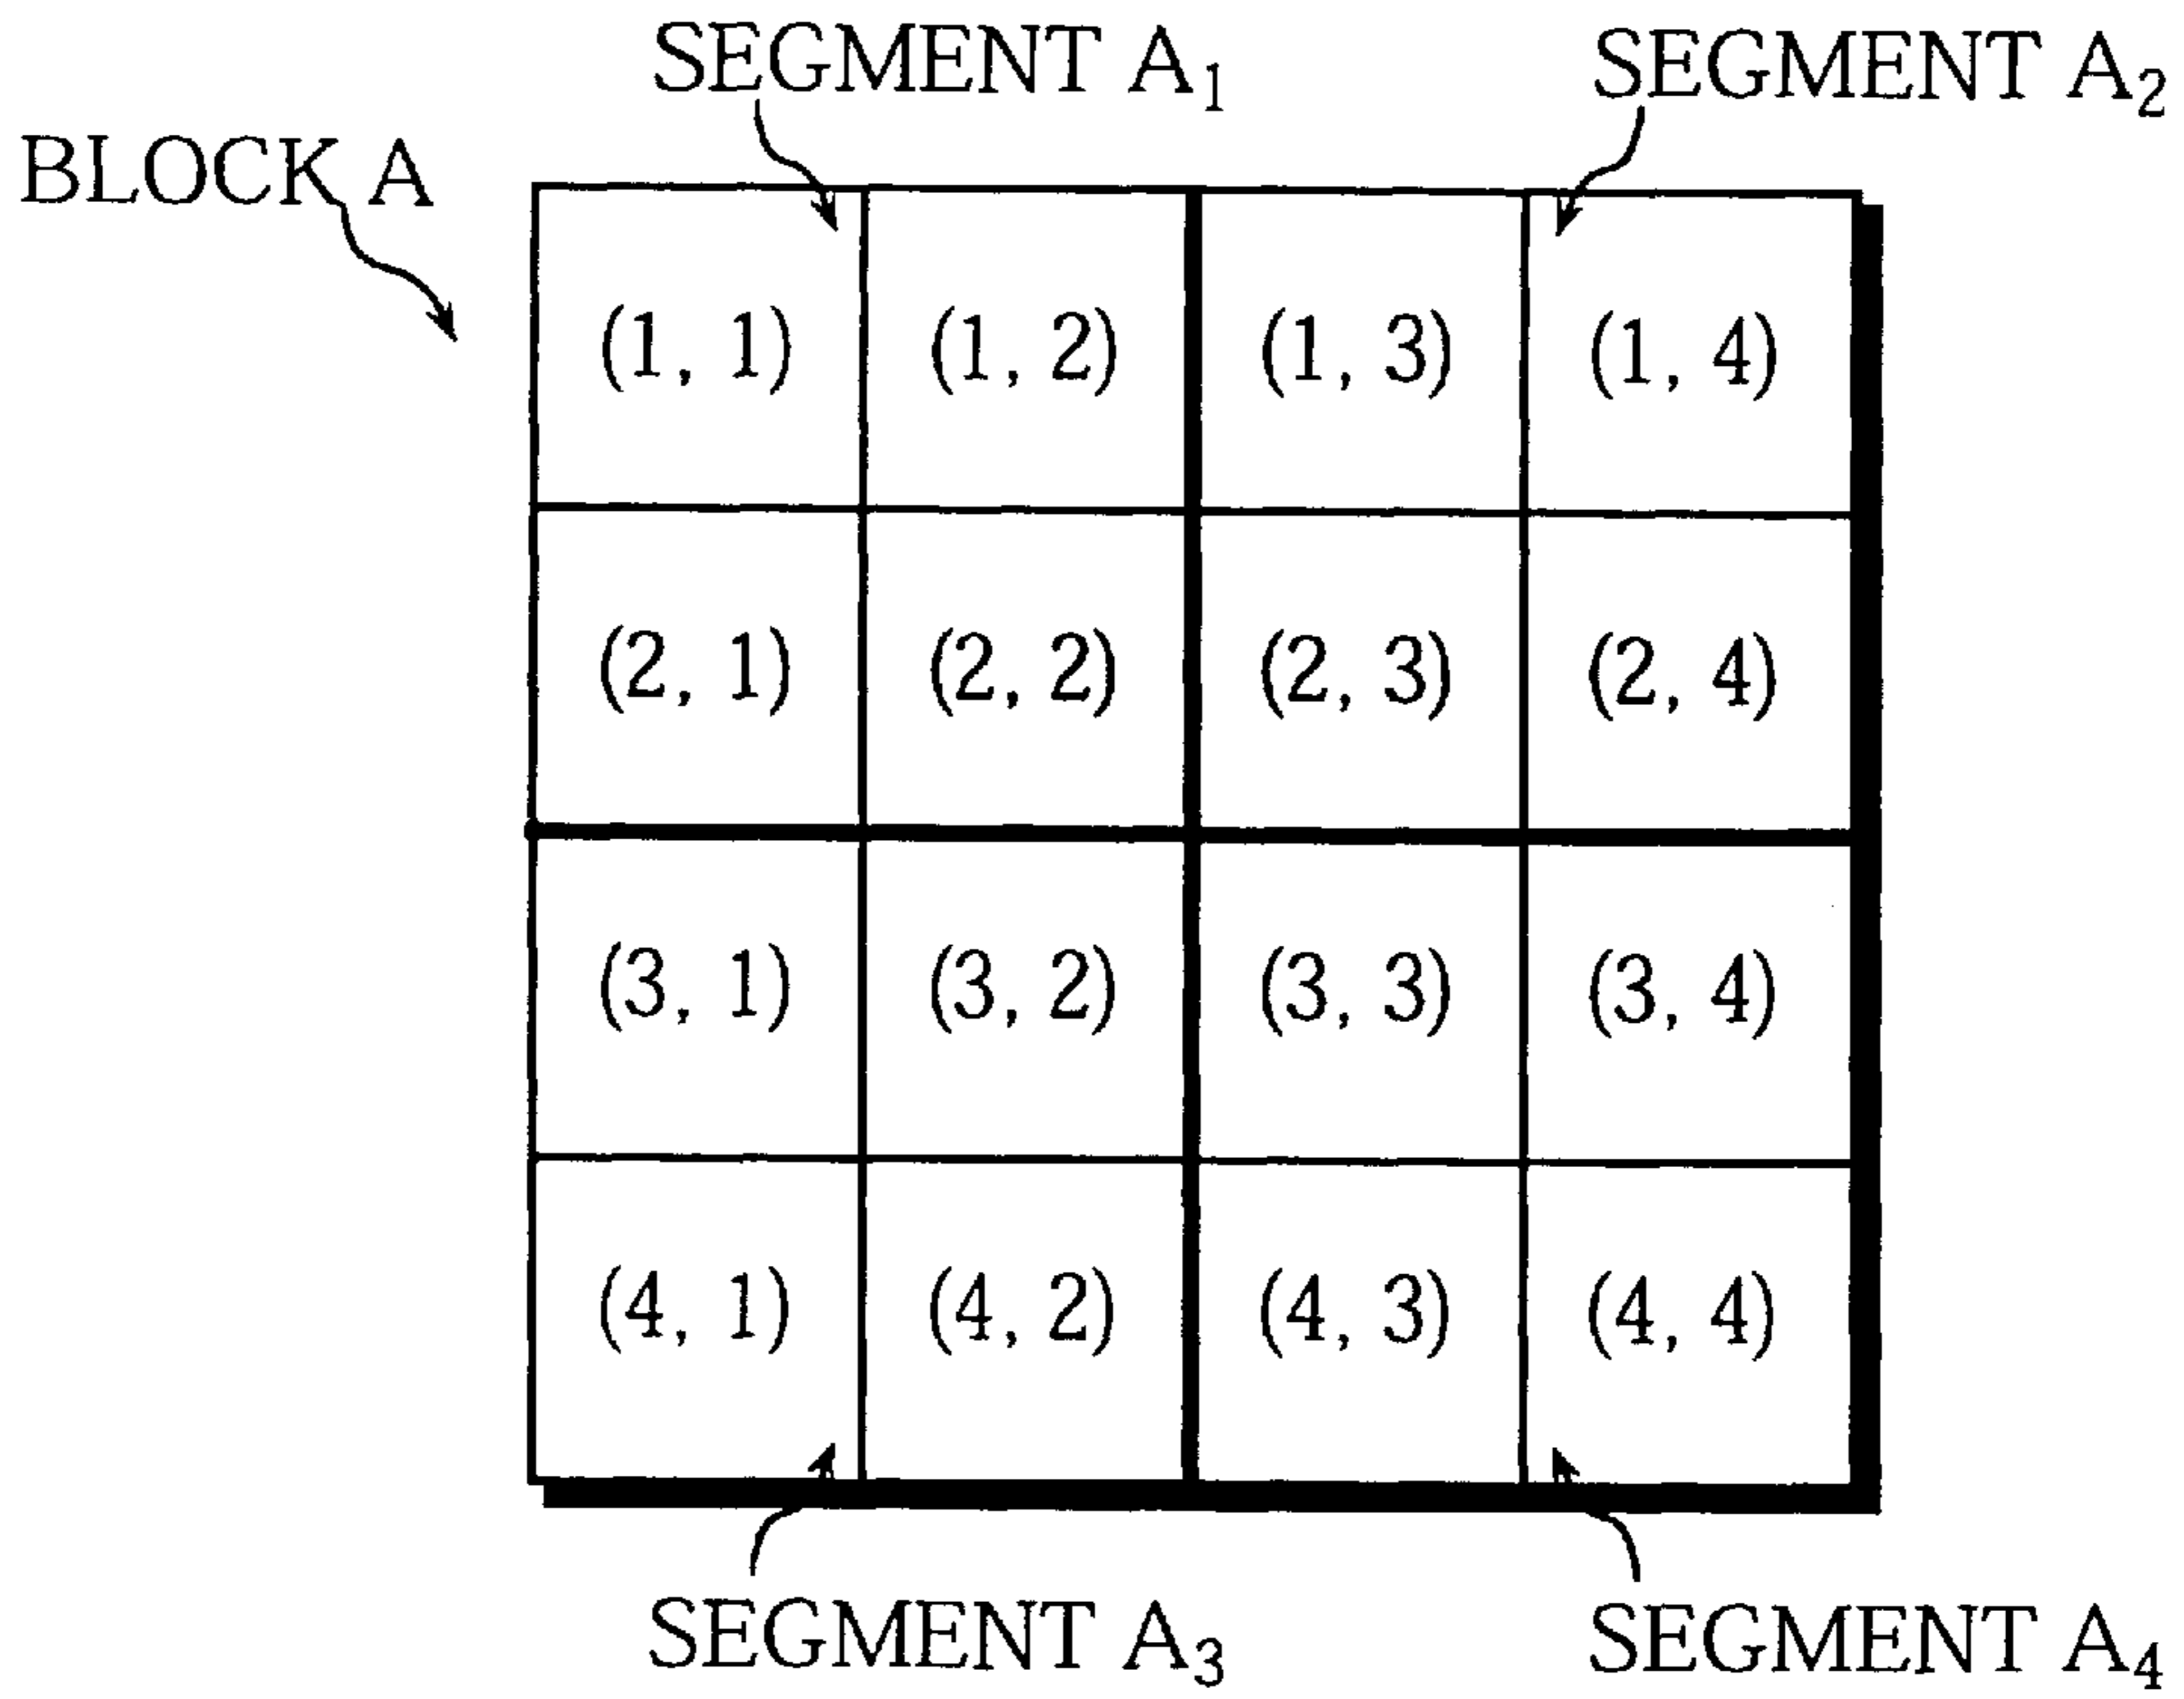 SEGMENT A₁
SEGMENT A₂
BLOCK A
(1, 1) (1, 2) (1, 3) (1, 4)
(2, 1) (2, 2) (2, 3) (2, 4)
(3, 1) (3, 2) (3, 3) (3, 4)
(4, 1) (4, 2) (4, 3) (4, 4)
SEGMENT A₃
SEGMENT A₄